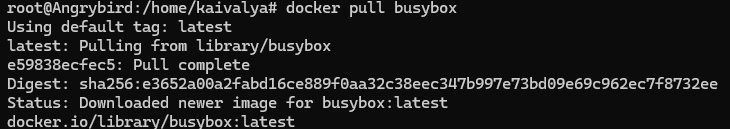 root@Angrybird:/home/kaivalya# docker pull busybox
Using default tag: latest
latest: Pulling from library/busybox
e59838ecfec5: Pull complete
Digest: sha256:e3652a00a2fabd16ce889f0aa32c38eec347b997e73bd09e69c962ec7f8732ee
Status: Downloaded newer image for busybox:latest
docker.io/library/busybox:latest